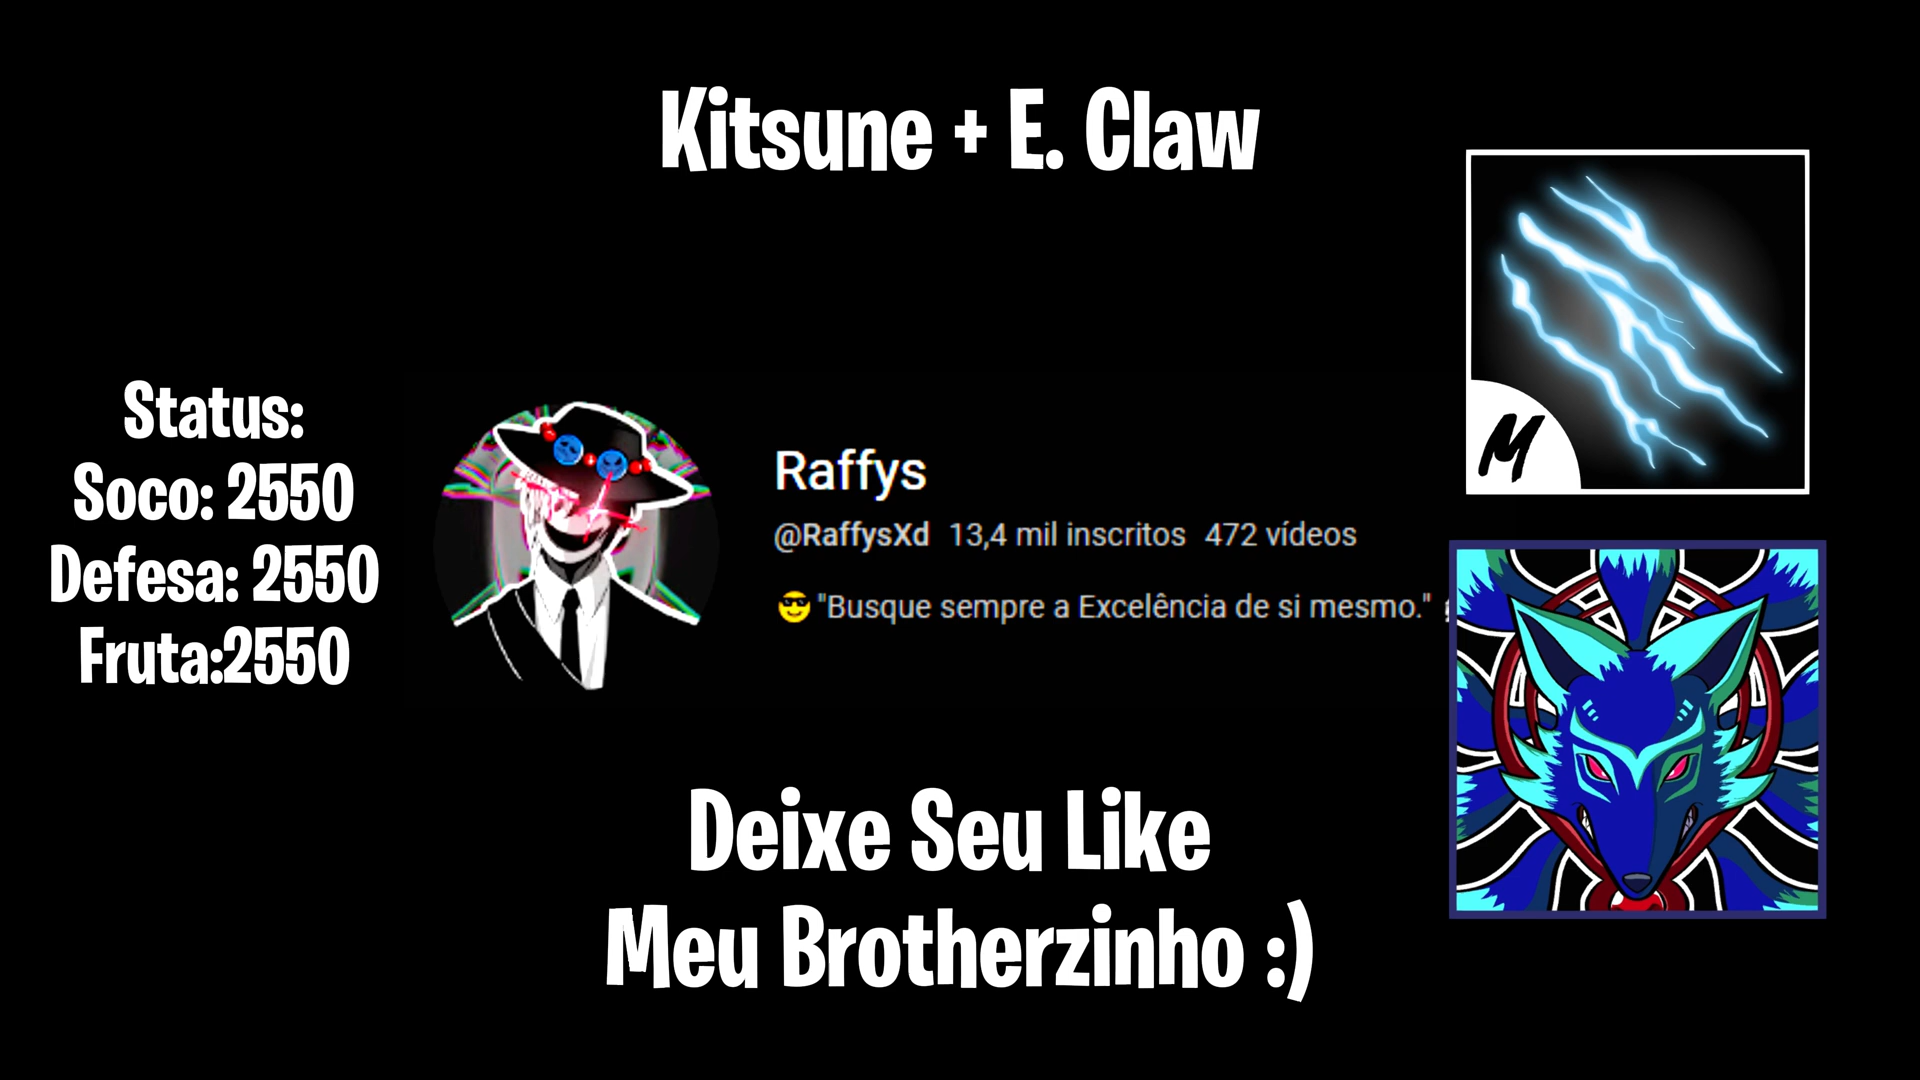 Kitsune + E. Claw
Status:
Soco: 2550
Defesa: 2550
Fruta:2550
Raffys
@RaffysXd 13,4 mil inscritos 472 vídeos
😎"Busque sempre a Excelência de si mesmo."
M
Deixe Seu Like
Meu Brotherzinho :)